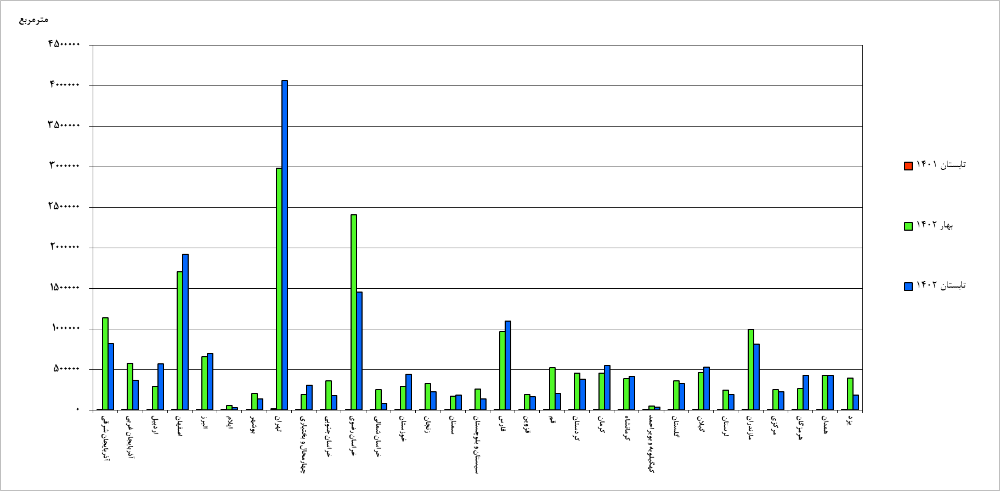 مترمربع
۴۵۰۰۰۰۰
۴۰۰۰۰۰۰
۳۵۰۰۰۰۰
۳۰۰۰۰۰۰
۲۵۰۰۰۰۰
۲۰۰۰۰۰۰
۱۵۰۰۰۰۰
۱۰۰۰۰۰۰
۵۰۰۰۰۰
۰
آذربایجان شرقی
آذربایجان غربی
اردبیل
اصفهان
البرز
ایلام
بوشهر
تهران
چهارمحال و بختیاری
خراسان جنوبی
خراسان رضوی
خراسان شمالی
خوزستان
زنجان
سمنان
سیستان و بلوچستان
فارس
قزوین
قم
کردستان
کرمان
کرمانشاه
کهگیلویه و بویراحمد
گلستان
گیلان
لرستان
مازندران
مرکزی
هرمزگان
همدان
یزد
تابستان ۱۴۰۱
بهار ۱۴۰۲
تابستان ۱۴۰۲